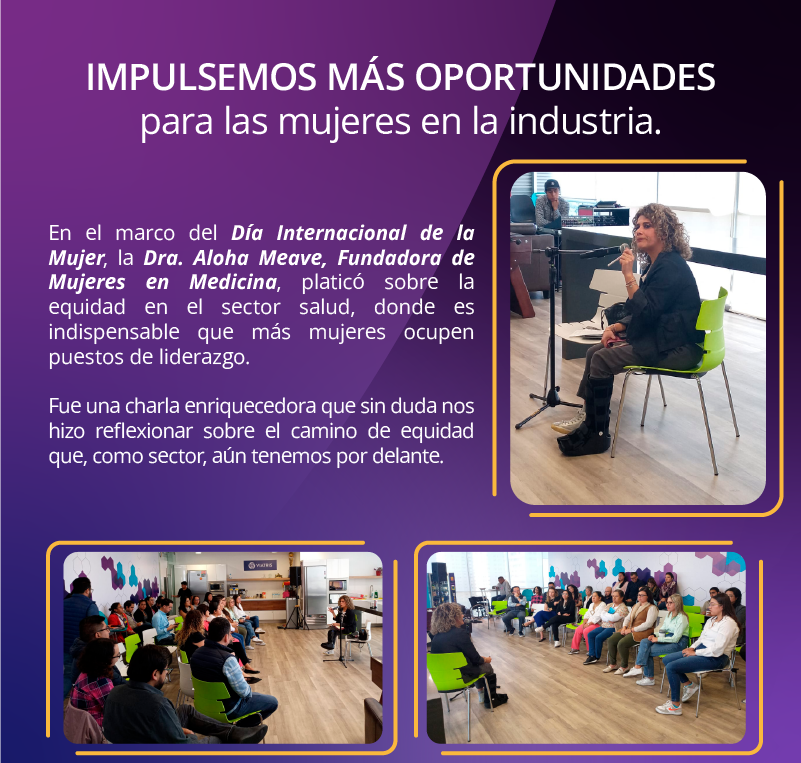 IMPULSEMOS MÁS OPORTUNIDADES
para las mujeres en la industria.
En el marco del Día Internacional de la
Mujer, la Dra. Aloha Meave, Fundadora de
Mujeres en Medicina, platicó sobre la
equidad en el sector salud, donde es
indispensable que más mujeres ocupen
puestos de liderazgo.
Fue una charla enriquecedora que sin duda nos
hizo reflexionar sobre el camino de equidad
que, como sector, aún tenemos por delante.
VIATRIS